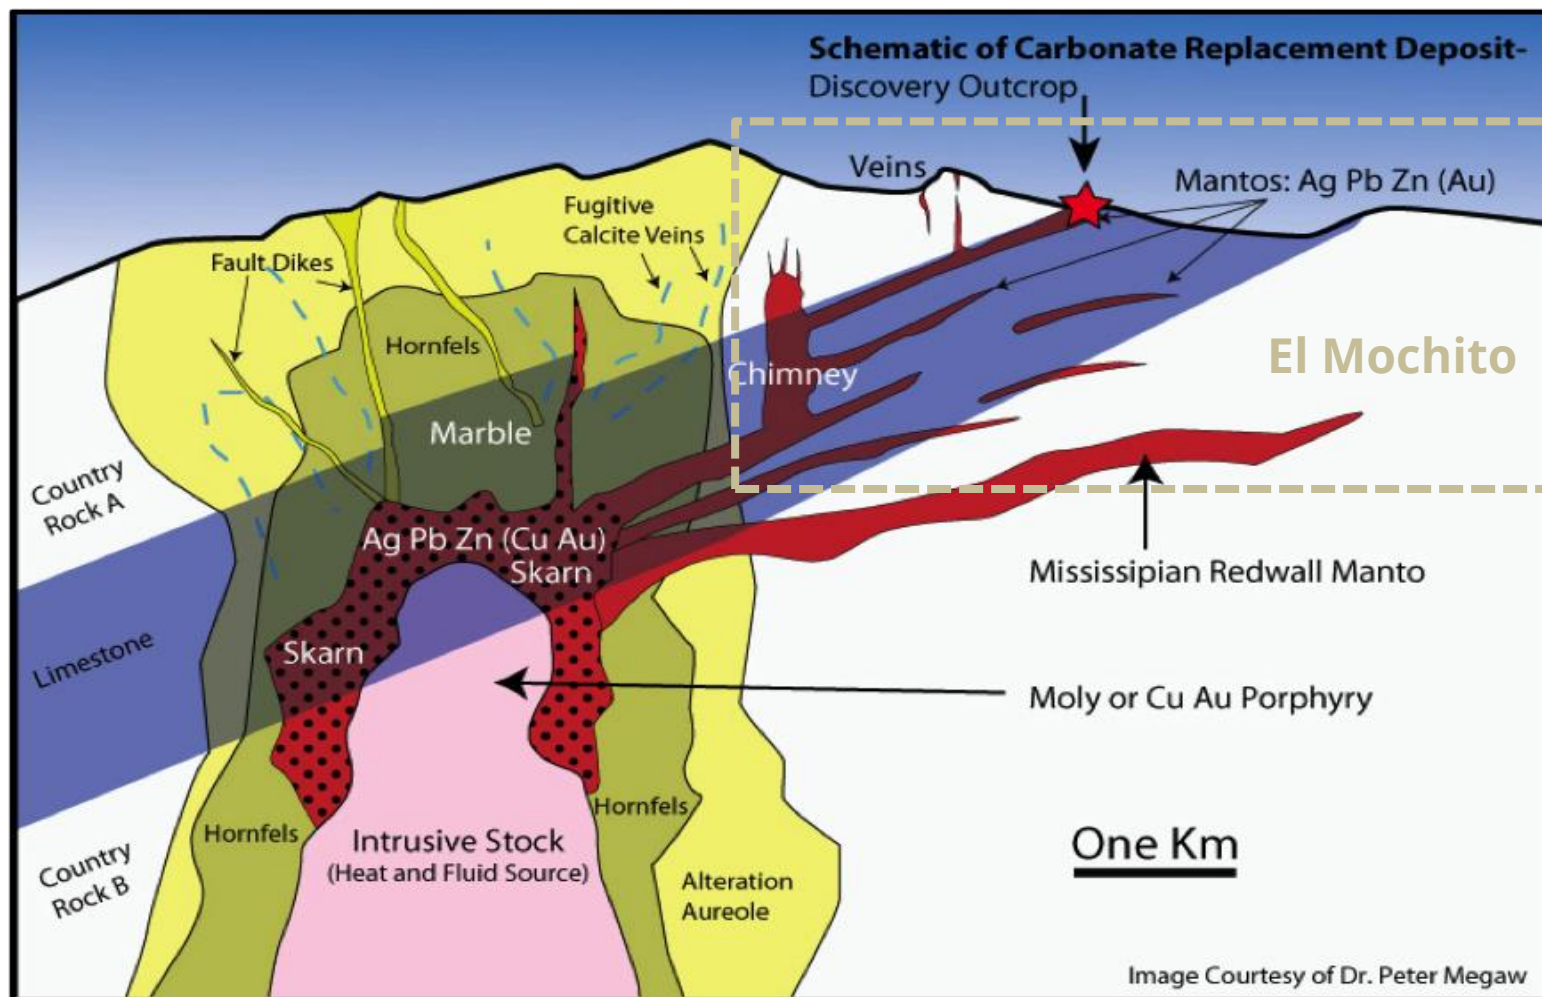 Schematic of Carbonate Replacement Deposit-
Discovery Outcrop
Veins
Mantos: Ag Pb Zn (Au)
Fugitive
Calcite Veins
Fault Dikes
Hornfels
El Mochito
Chimney
Marble
Country
Rock A
Ag Pb Zn (Cu Au)
Skarn
Mississipian Redwall Manto
Limestone
Skarn
Moly or Cu Au Porphyry
Hornfels
Hornfels
Intrusive Stock
(Heat and Fluid Source)
One Km
Country
Rock B
Alteration
Aureole
Image Courtesy of Dr. Peter Megaw